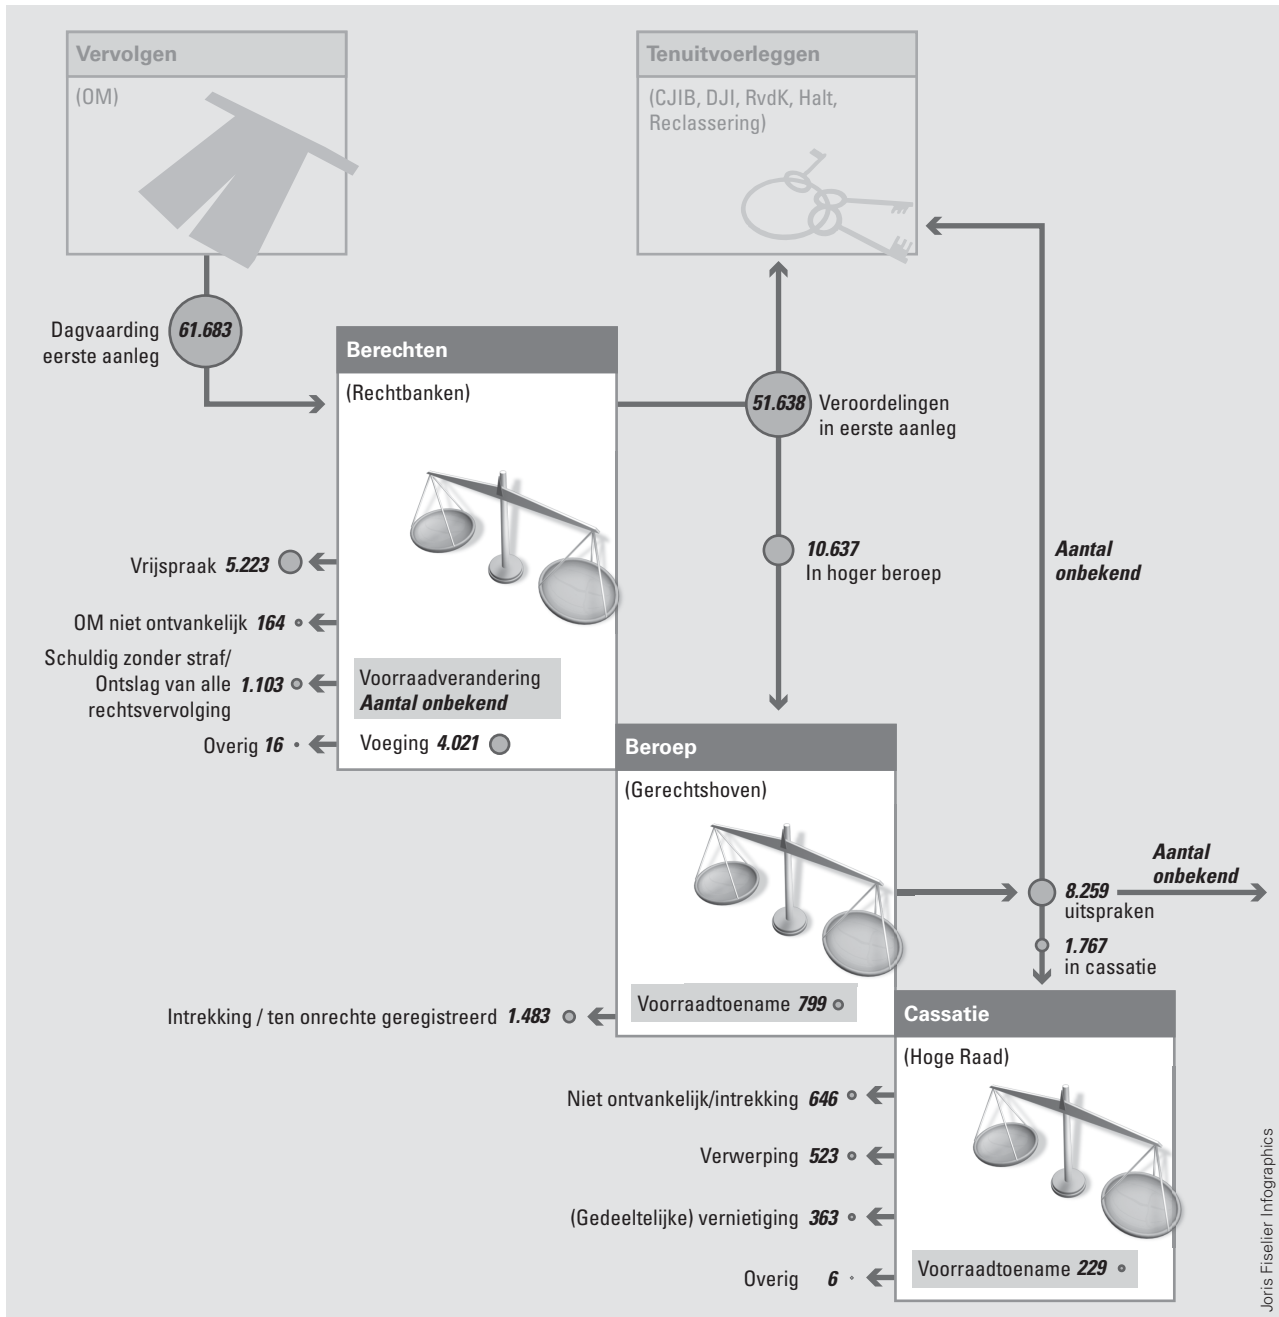 Vervolgen
(OM)
Tenuitvoerleggen
(CJIB, DJI, RvdK, Halt,
Reclassering)
Dagvaarding
eerste aanleg
61.683
Berechten
(Rechtbanken)
51.638
Veroordelingen
in eerste aanleg
Vrijspraak 5.223
10.637
In hoger beroep
Aantal
onbekend
OM niet ontvankelijk 164
Schuldig zonder straf/
Ontslag van alle 1.103
rechtsvervolging
Voorraadverandering
Aantal onbekend
Overig 16
Voeging 4.021
Beroep
(Gerechtshoven)
Aantal
onbekend
8.259
uitspraken
1.767
in cassatie
Voorraadtoename 799
Intrekking / ten onrechte geregistreerd 1.483
Cassatie
(Hoge Raad)
Niet ontvankelijk/intrekking 646
Verwerping 523
(Gedeeltelijke) vernietiging 363
Voorraadtoename 229
Overig 6
Joris Fiselier Infographics